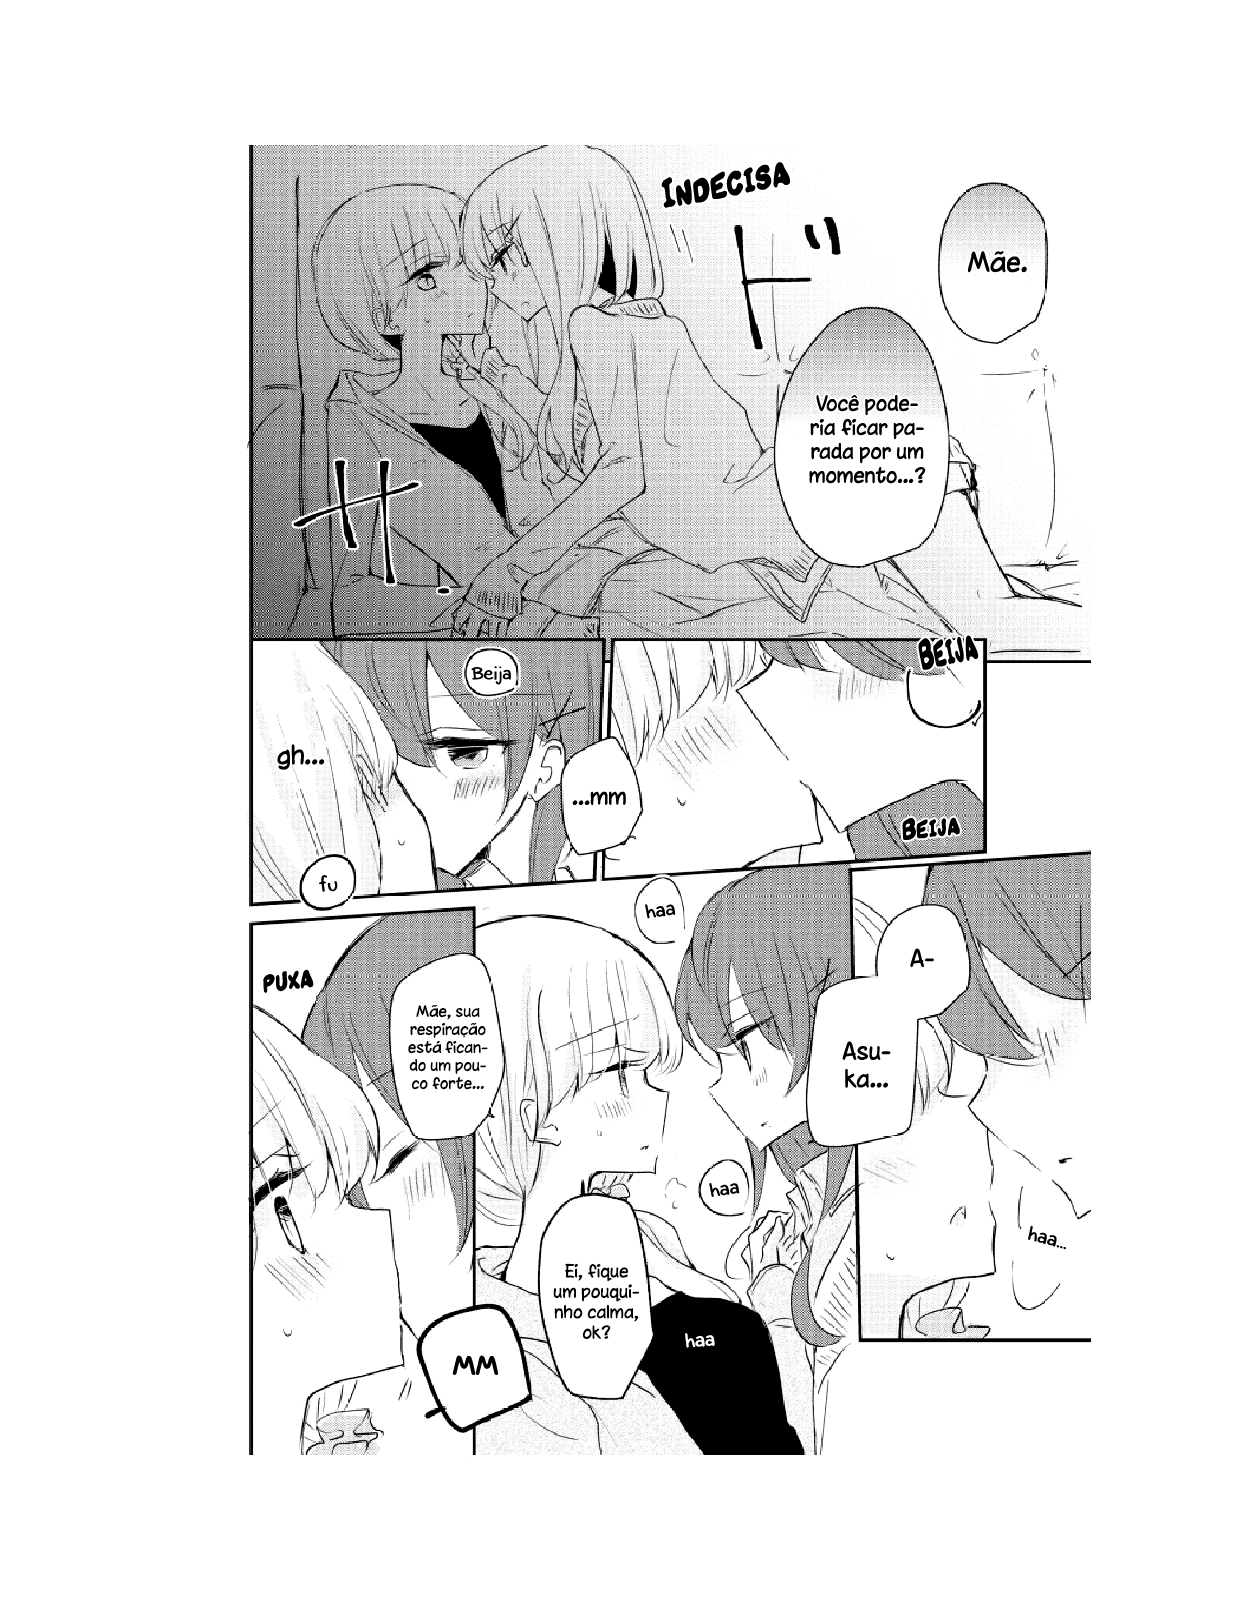 Mãe.
INDECISA
ド
Você pode-
ria ficar pa-
rada por um
momento...?
キ
BEIJA
BEIJA
...mm
Beija
gh...
fu
A-
Asu-
ka...
haa...
haa
haa
Ei, fique
um pouqui-
nho calma,
ok?
haa
Mãe, sua
respiração
está fican-
do um pou-
co forte...
PUXA
MM